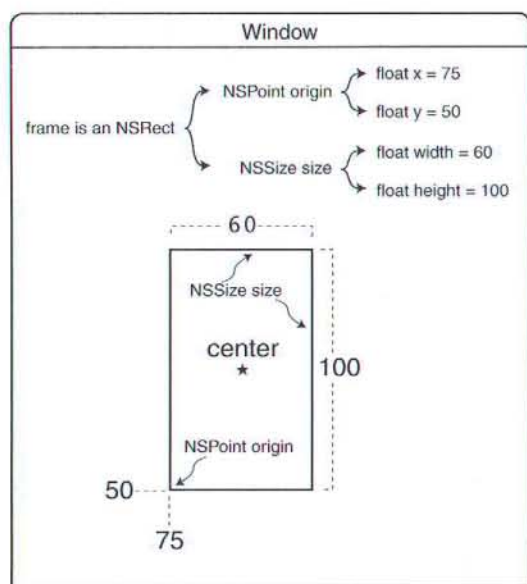 Window
float x = 75
NSPoint origin
float y = 50
frame is an NSRect
float width = 60
NSSize size
float height = 100
60
NSSize size
center
100
NSPoint origin
50
75